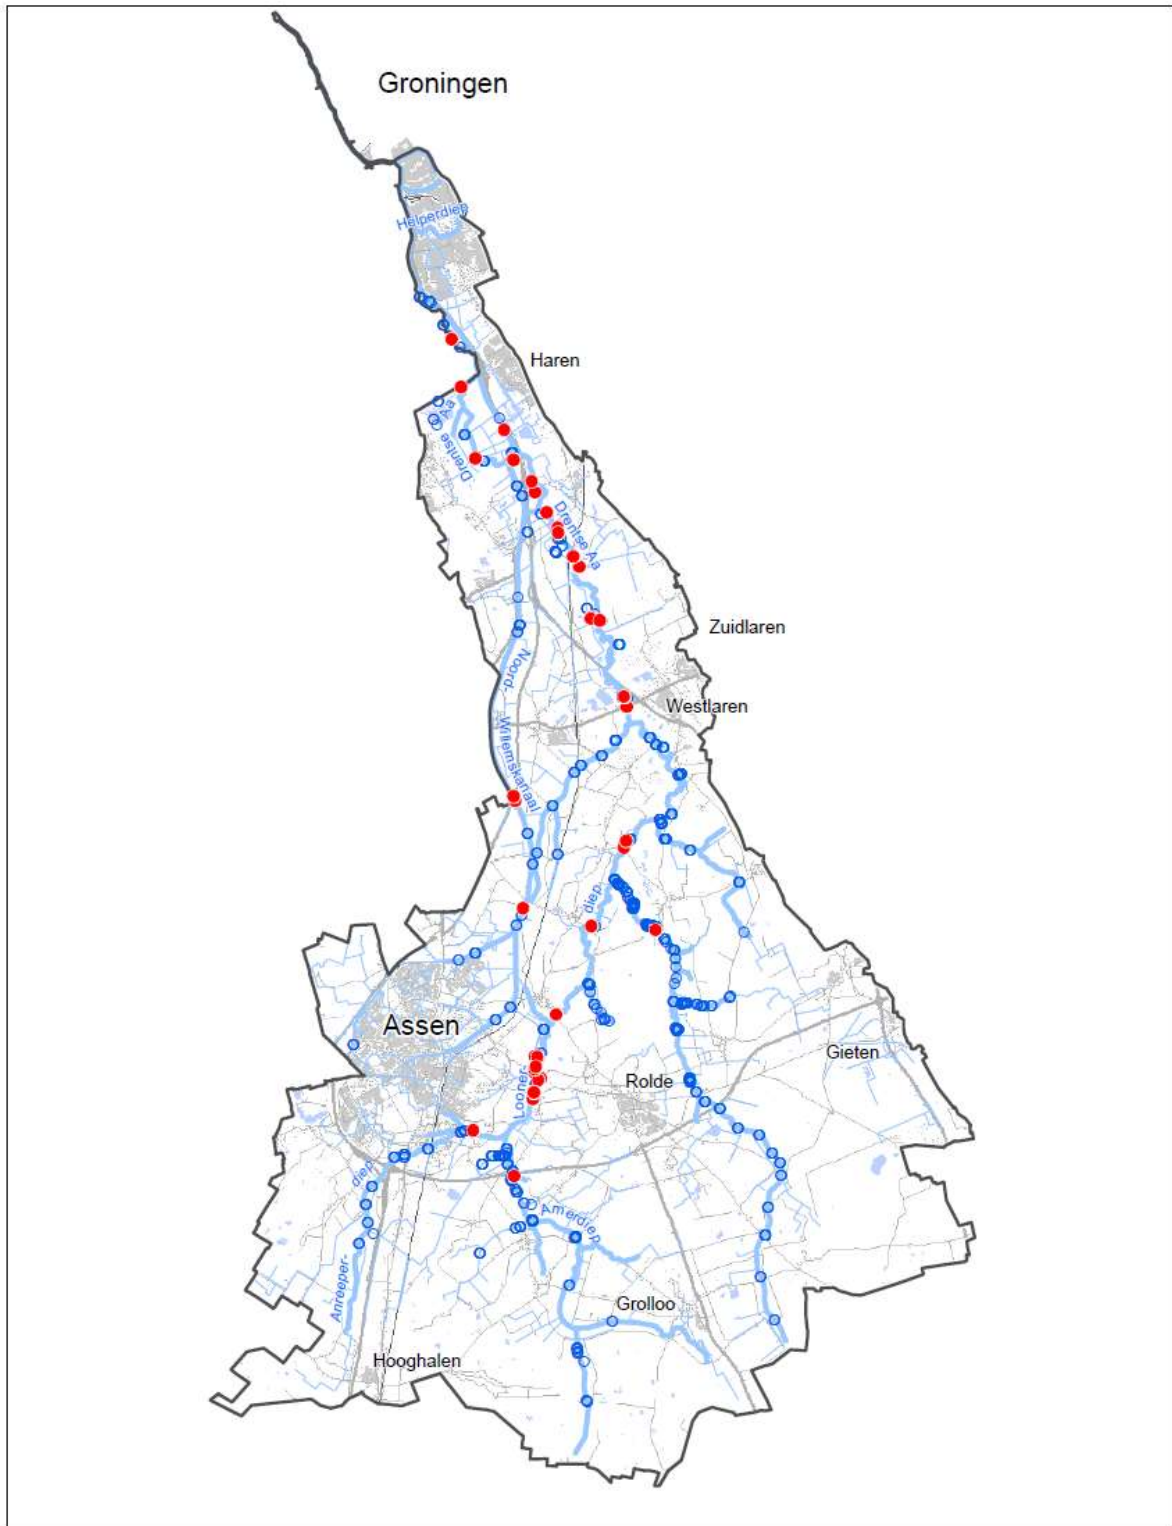 Groningen
Helperdiep
Haren
Drentse Aa
Drentse Aa
Zuidlaren
Noord-
Westlaren
Willemskanaal
diep
Assen
Gieten
Rolde
Looner-
diep
Amerdiep
Anreeper-
Grolloo
Hooghalen